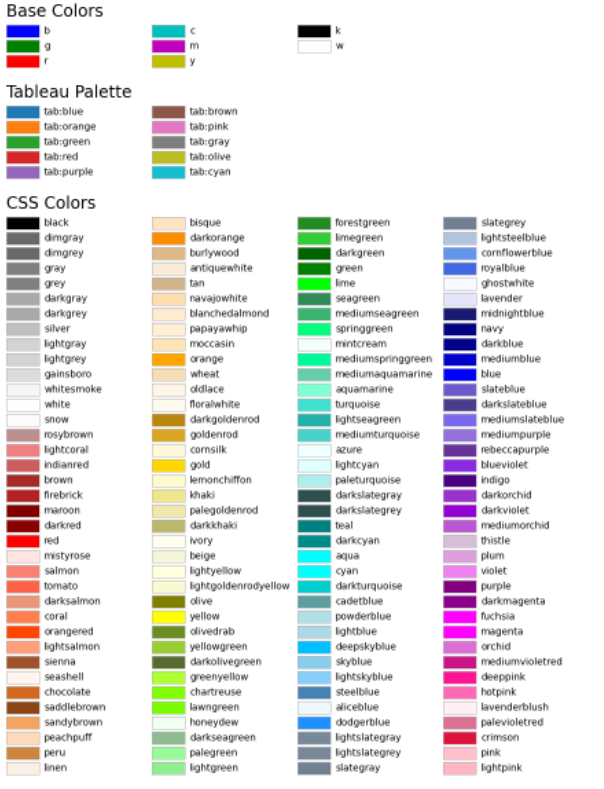 Base Colors
b
g
r
c
m
y
k
w
Tableau Palette
tab:blue
tab:orange
tab:green
tab:red
tab:purple
tab:brown
tab:pink
tab:gray
tab:olive
tab:cyan
CSS Colors
black
dimgray
dimgrey
gray
grey
darkgray
darkgrey
silver
lightgray
lightgrey
gainsboro
whitesmoke
white
snow
rosybrown
lightcoral
indianred
brown
firebrick
maroon
darkred
red
mistyrose
salmon
tomato
darksalmon
coral
orangered
lightsalmon
sienna
seashell
chocolate
saddlebrown
sandybrown
peachpuff
peru
linen
bisque
darkorange
burlywood
antiquewhite
tan
navajowhite
blanchedalmond
papayawhip
moccasin
orange
wheat
oldlace
floralwhite
darkgoldenrod
goldenrod
cornsilk
gold
lemonchiffon
khaki
palegoldenrod
darkkhaki
ivory
beige
lightyellow
lightgoldenrodyellow
olive
yellow
olivedrab
yellowgreen
darkolivegreen
greenyellow
chartreuse
lawngreen
honeydew
darkseagreen
palegreen
lightgreen
forestgreen
limegreen
darkgreen
green
lime
seagreen
mediumseagreen
springgreen
mintcream
mediumspringgreen
mediumaquamarine
aquamarine
turquoise
lightseagreen
mediumturquoise
azure
lightcyan
paleturquoise
darkslategray
darkslategrey
teal
darkcyan
aqua
cyan
darkturquoise
cadetblue
powderblue
lightblue
deepskyblue
skyblue
lightskyblue
steelblue
aliceblue
dodgerblue
lightslategray
lightslategrey
slategray
slategrey
lightsteelblue
cornflowerblue
royalblue
ghostwhite
lavender
midnightblue
navy
darkblue
mediumblue
blue
slateblue
darkslateblue
mediumslateblue
mediumpurple
rebeccapurple
blueviolet
indigo
darkorchid
darkviolet
mediumorchid
thistle
plum
violet
purple
darkmagenta
fuchsia
magenta
orchid
mediumvioletred
deeppink
hotpink
lavenderblush
palevioletred
crimson
pink
lightpink